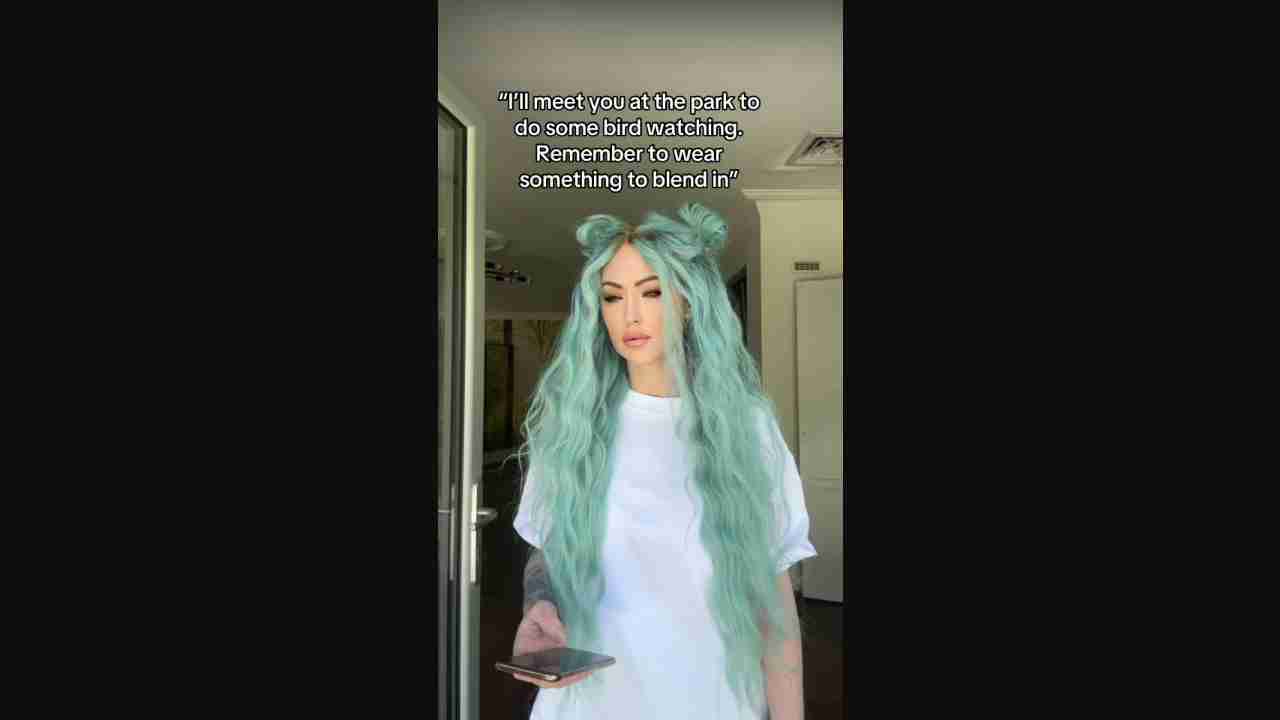 “I’ll meet you at the park to
do some bird watching.
Remember to wear
something to blend in”